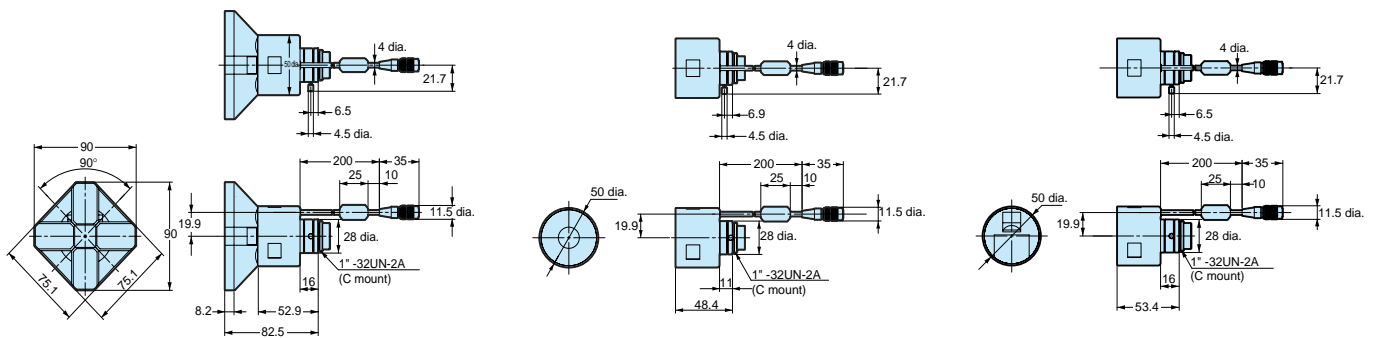 50 dia.
4 dia.
21.7
6.5
4.5 dia.
90
90°
19.9
90
75.1
75.1
200
35
25
10
11.5 dia.
28 dia.
1" -32UN-2A
(C mount)
16
8.2
52.9
82.5
4 dia.
21.7
6.9
4.5 dia.
50 dia.
200
35
25
10
19.9
11.5 dia.
28 dia.
1" -32UN-2A
(C mount)
11
48.4
4 dia.
21.7
6.5
4.5 dia.
50 dia.
200
35
25
10
19.9
11.5 dia.
28 dia.
1" -32UN-2A
(C mount)
16
53.4